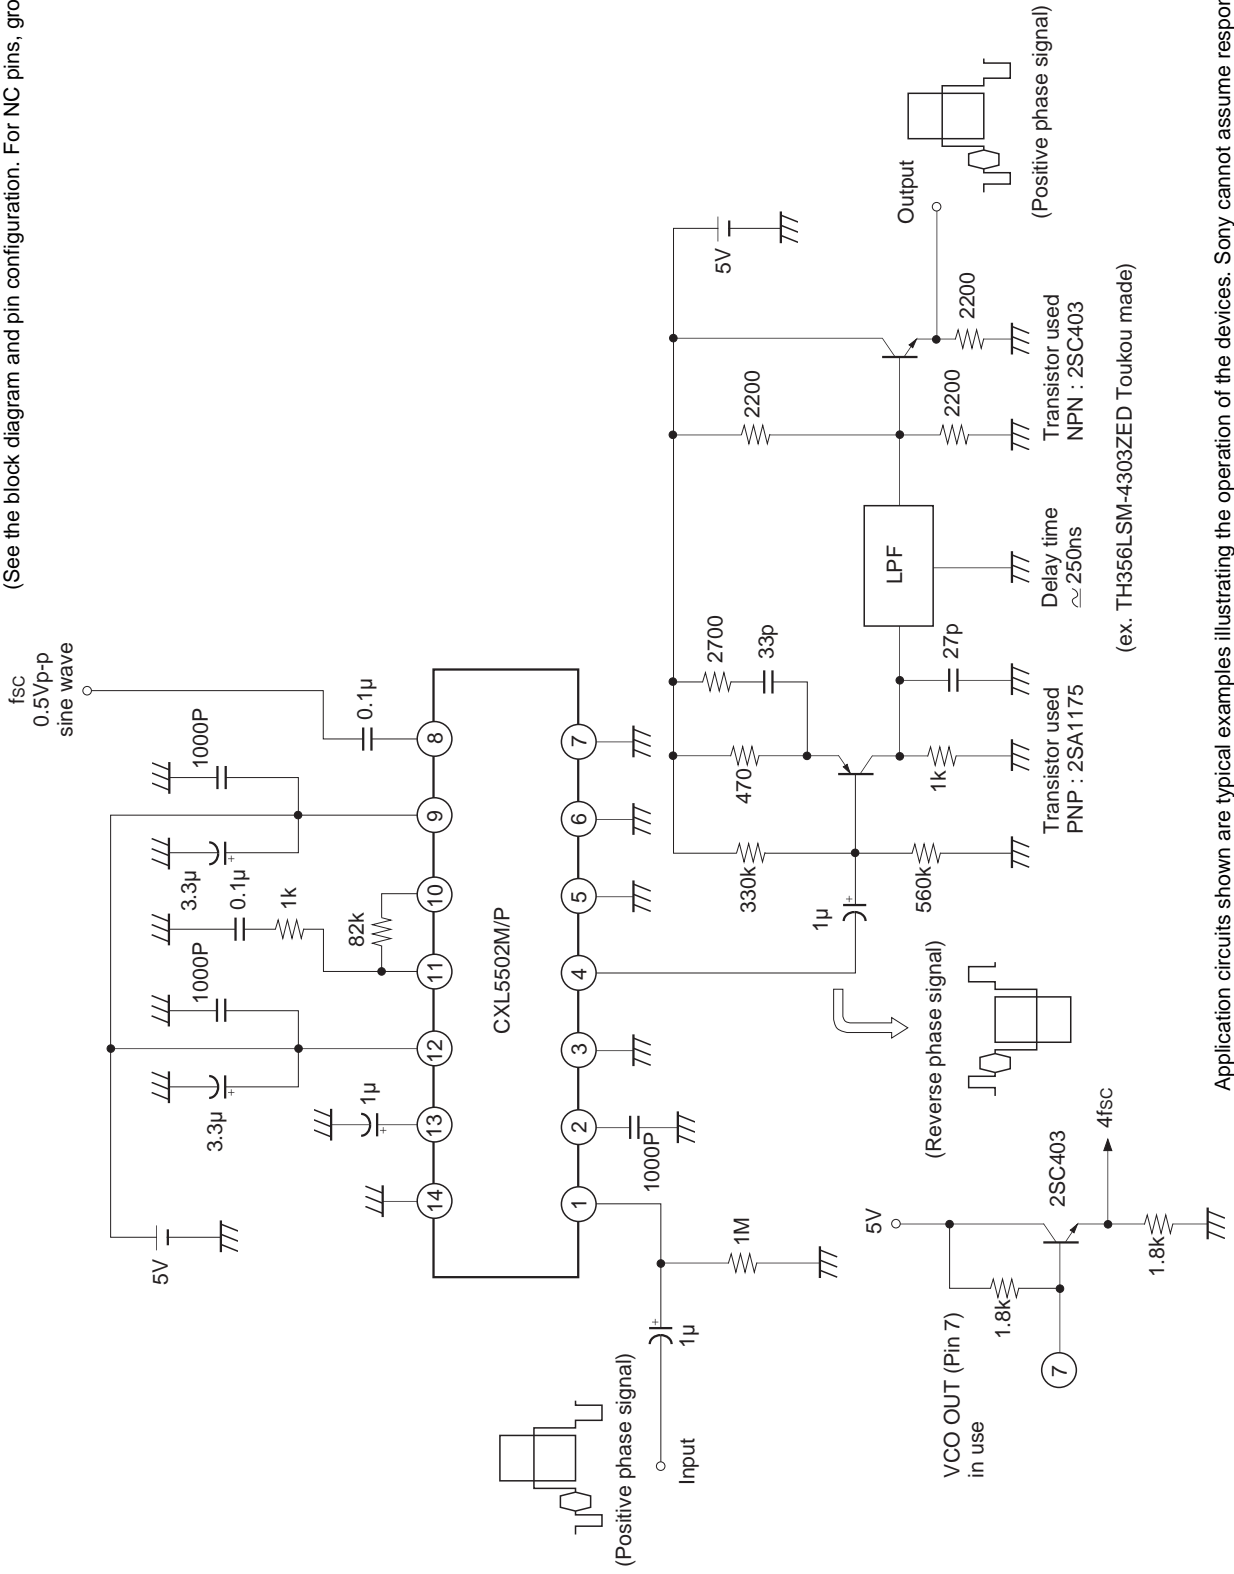 (See the block diagram and pin configuration. For NC pins, gro
fsc
0.5Vp-p
sine wave
5V
3.3µ
1000P
0.1µ
1k
82k
3.3µ
1000P
0.1µ
1µ
14
13
12
11
10
9
8
CXL5502M/P
1
2
3
4
5
6
7
1000P
1M
1µ
Input
(Positive phase signal)
(Reverse phase signal)
1µ
330k
560k
470
2700
33p
1k
27p
LPF
2200
2200
2200
5V
Output
(Positive phase signal)
Transistor used
PNP : 2SA1175
Delay time
≃ 250ns
Transistor used
NPN : 2SC403
(ex. TH356LSM-4303ZED Toukou made)
VCO OUT (Pin 7)
in use
5V
1.8k
7
2SC403
4fsc
1.8k
Application circuits shown are typical examples illustrating the operation of the devices. Sony cannot assume respon